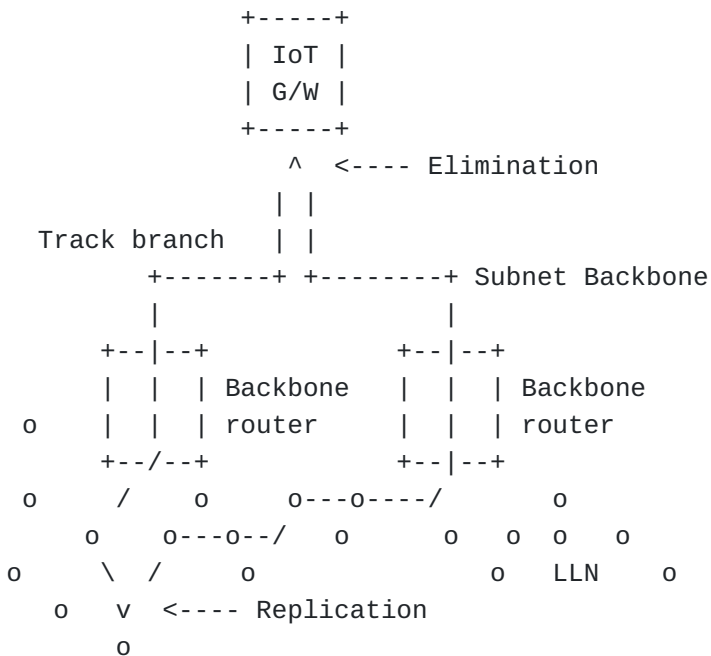 +-----+
| IoT |
| G/W |
+-----+
^ <---- Elimination
| |
Track branch | |
+-------+ +--------+ Subnet Backbone
| |
+--|--+ +--|--+
| | | Backbone | | | Backbone
o | | | router | | | router
+--/--+ +--|--+
o / o o---o----/ o
o o---o--/ o o o o o
o \ / o o LLN o
o v <---- Replication
o